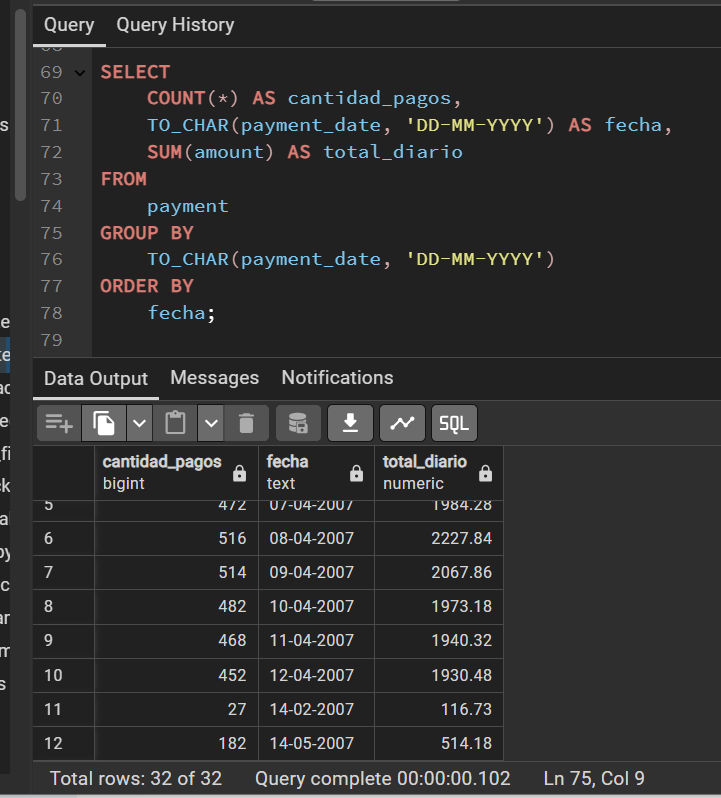 Query Query History
69 SELECT
70 COUNT(*) AS cantidad_pagos,
71 TO_CHAR(payment_date, 'DD-MM-YYYY') AS fecha,
72 SUM(amount) AS total_diario
73 FROM
74 payment
75 GROUP BY
76 TO_CHAR(payment_date, 'DD-MM-YYYY')
77 ORDER BY
78 fecha;
79
Data Output Messages Notifications
SQL
cantidad_pagos fecha total_diario
bigint text numeric
5 472 07-04-2007 1984.28
6 516 08-04-2007 2227.84
7 514 09-04-2007 2067.86
8 482 10-04-2007 1973.18
9 468 11-04-2007 1940.32
10 452 12-04-2007 1930.48
11 27 14-02-2007 116.73
12 182 14-05-2007 514.18
Total rows: 32 of 32 Query complete 00:00:00.102 Ln 75, Col 9